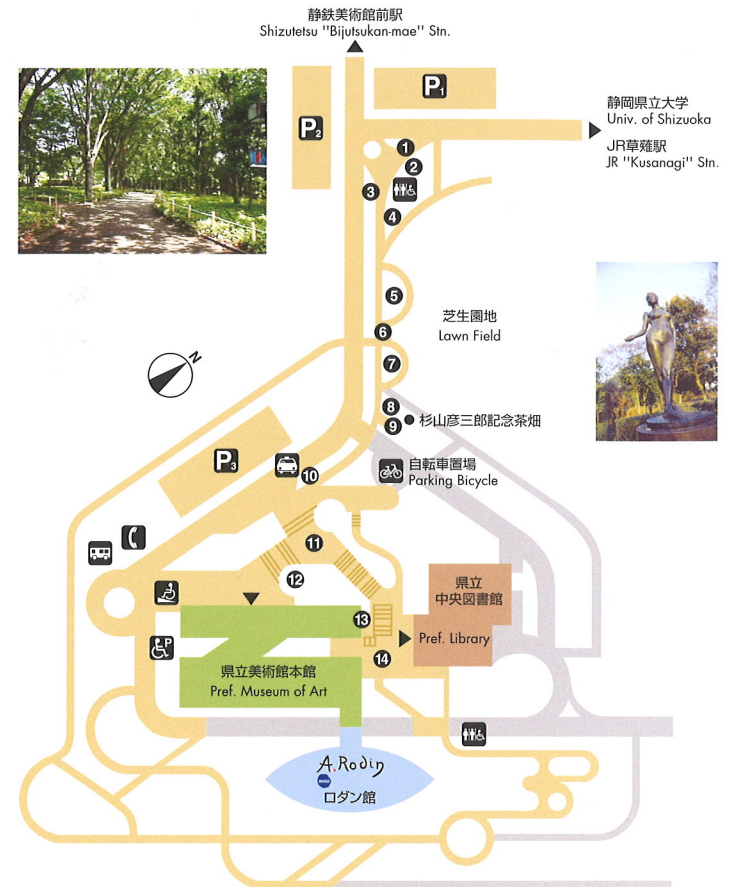 静鉄美術館前駅
Shizutetsu "Bijutsukan-mae" Stn.
P1
P2
静岡県立大学
Univ. of Shizuoka
JR草薙駅
JR "Kusanagi" Stn.
1
2
3
4
5
芝生園地
Lawn Field
6
7
N
8
9
杉山彦三郎記念茶畑
P3
10
自転車置場
Parking Bicycle
11
12
県立
中央図書館
13
Pref. Library
P
14
県立美術館本館
Pref. Museum of Art
A.Rodin
ロダン館